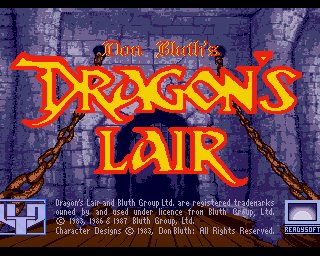 Don Bluth's
DRAGON'S
LAIR
Dragon's Lair and Bluth Group Ltd. are registered trademarks
owned by and used under licence from Bluth Group, Ltd.
© 1983, 1986 & 1987 Bluth Group, Ltd.
Character Designs © 1983, Don Bluth: All Rights Reserved.
READYSOFT